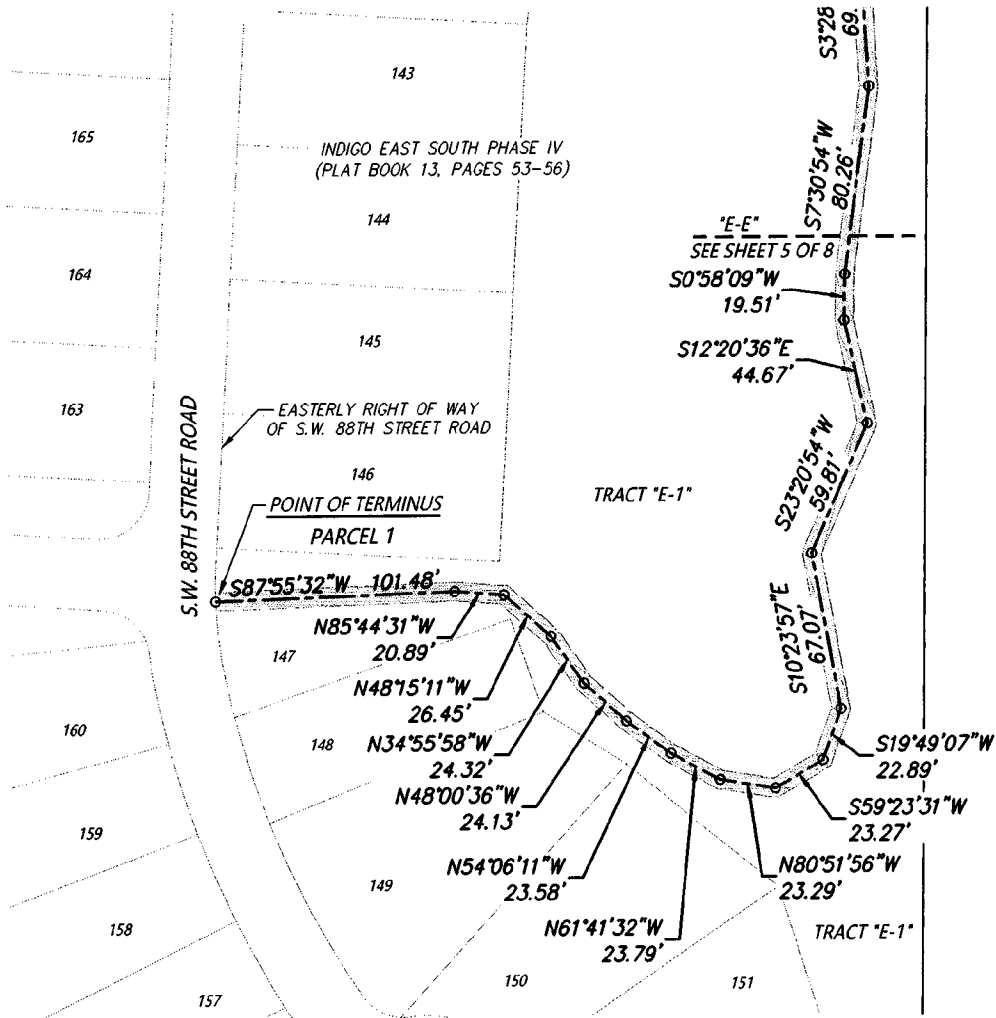 S3°28
69.
143
165
INDIGO EAST SOUTH PHASE IV
(PLAT BOOK 13, PAGES 53-56)
S7°30'54"W
80.26'
144
"E-E"
SEE SHEET 5 OF 8
164
S0°58'09"W
19.51'
145
S12°20'36"E
44.67'
163
EASTERLY RIGHT OF WAY
OF S.W. 88TH STREET ROAD
S.W. 88TH STREET ROAD
146
S23°20'54"W
59.81'
TRACT "E-1"
POINT OF TERMINUS
PARCEL 1
S87°55'32"W 101.48'
N85°44'31"W
20.89'
S10°23'57"E
67.07'
147
N48°15'11"W
26.45'
160
148
N34°55'58"W
24.32'
S19°49'07"W
22.89'
N48°00'36"W
24.13'
S59°23'31"W
23.27'
159
N54°06'11"W
23.58'
N80°51'56"W
23.29'
149
N61°41'32"W
23.79'
158
TRACT "E-1"
150
151
157